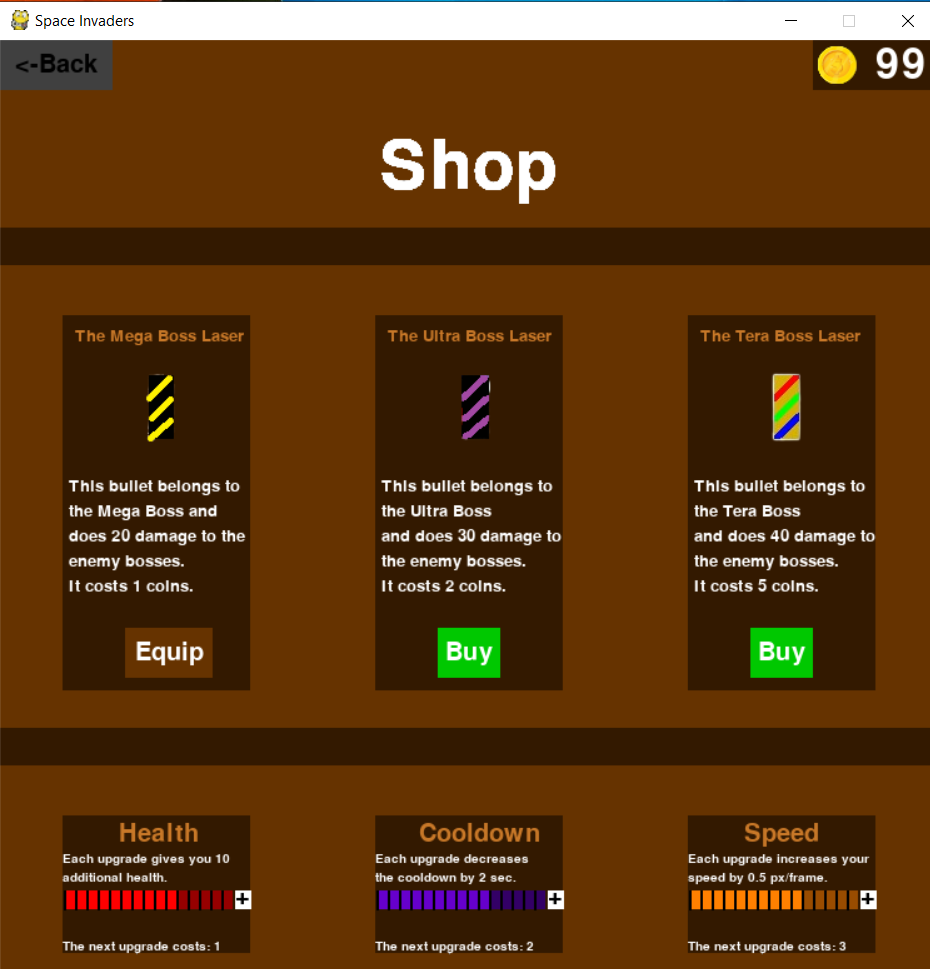 Space Invaders
<-Back
99
Shop
The Mega Boss Laser
This bullet belongs to
the Mega Boss and
does 20 damage to the
enemy bosses.
It costs 1 coins.
Equip
The Ultra Boss Laser
This bullet belongs to
the Ultra Boss
and does 30 damage to
the enemy bosses.
It costs 2 coins.
Buy
The Tera Boss Laser
This bullet belongs to
the Tera Boss
and does 40 damage to
the enemy bosses.
It costs 5 coins.
Buy
Health
Each upgrade gives you 10
additional health.
+
The next upgrade costs: 1
Cooldown
Each upgrade decreases
the cooldown by 2 sec.
+
The next upgrade costs: 2
Speed
Each upgrade increases your
speed by 0.5 px/frame.
+
The next upgrade costs: 3